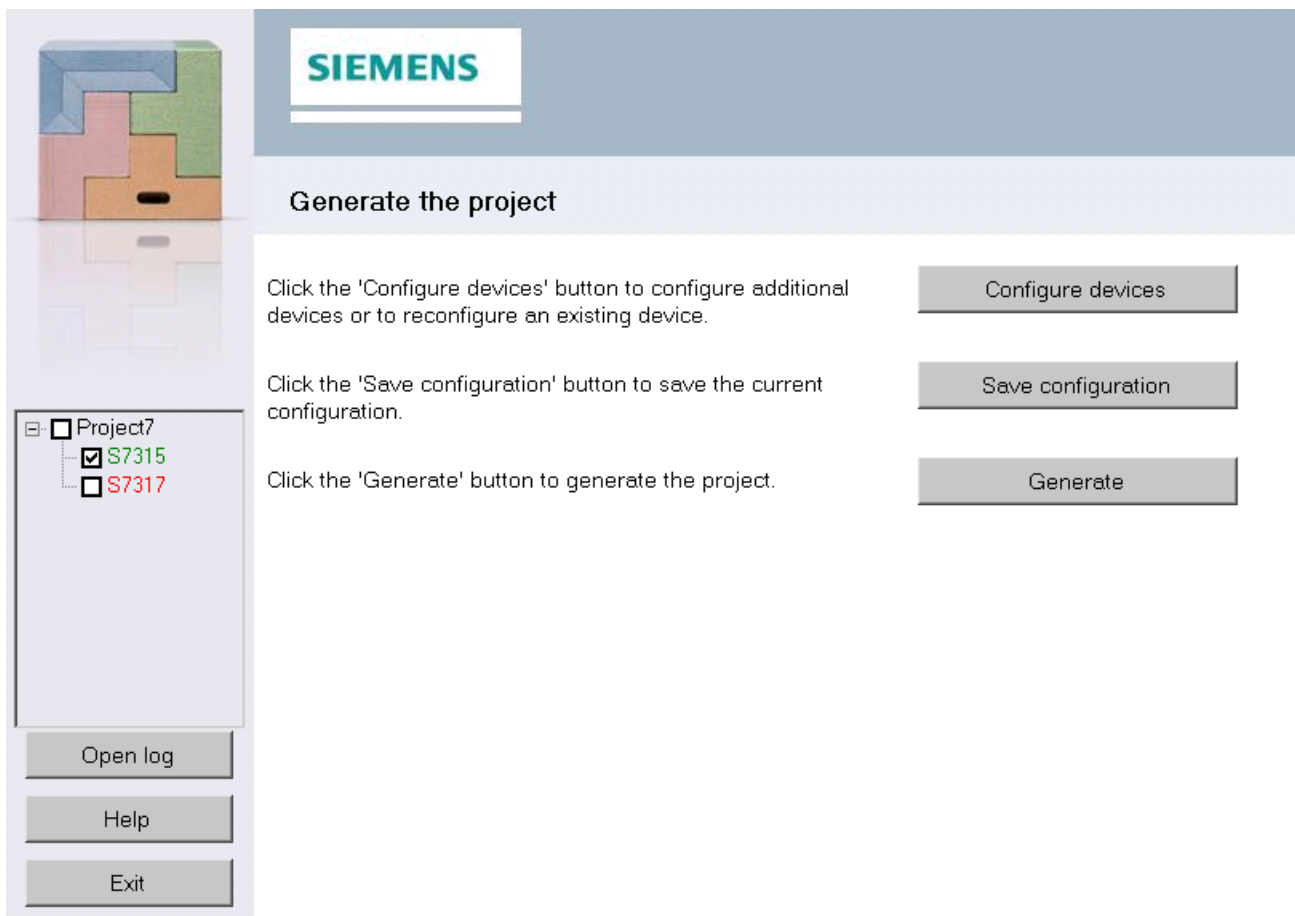 SIEMENS
Generate the project
Click the 'Configure devices' button to configure additional
devices or to reconfigure an existing device.
Configure devices
Click the 'Save configuration' button to save the current
configuration.
Save configuration
Click the 'Generate' button to generate the project.
Generate
Project7
S7315
S7317
Open log
Help
Exit